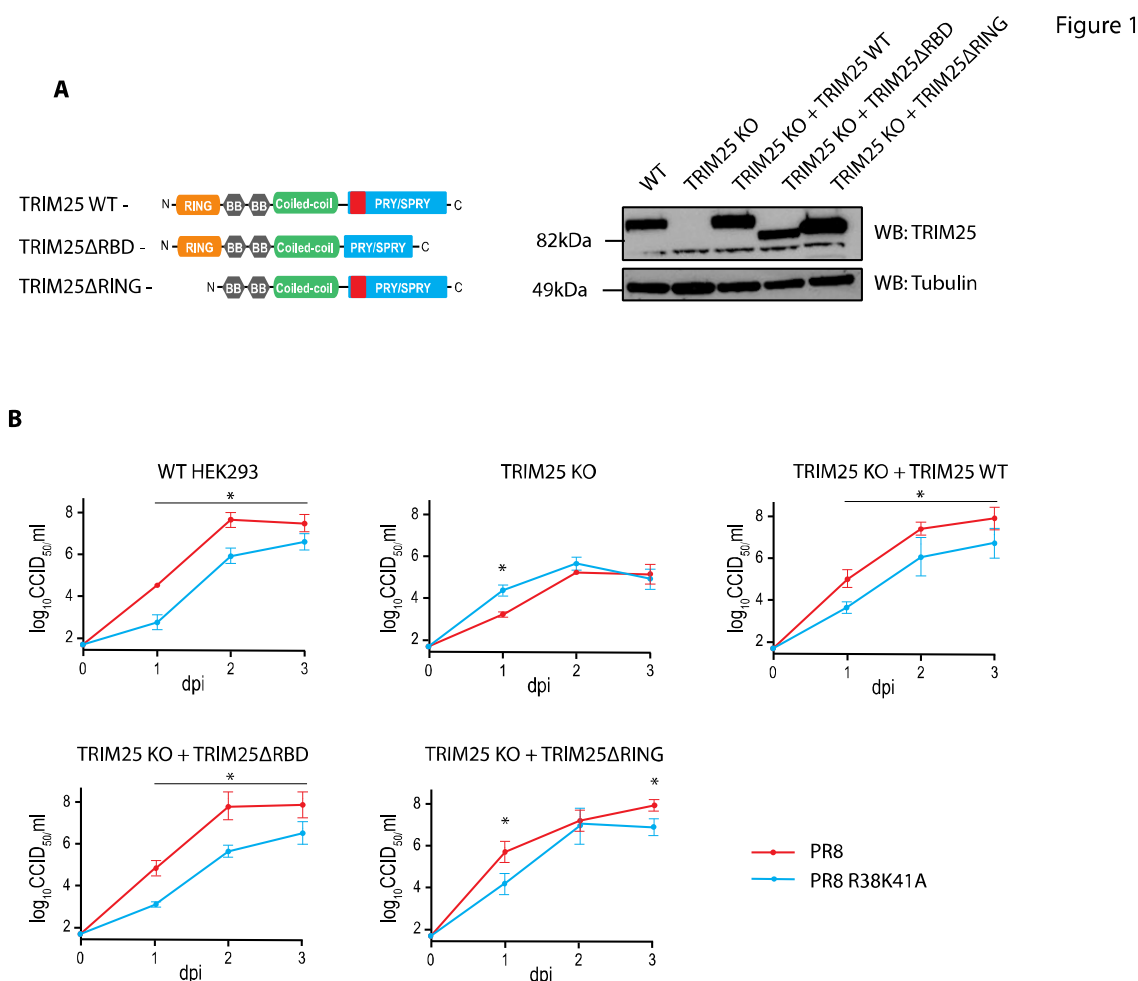 Figure 1
A
TRIM25 WT -
N- RING BB BB Coiled-coil PRY/SPRY - C
TRIM25ΔRBD -
N- RING BB BB Coiled-coil PRY/SPRY - C
TRIM25ΔRING -
N- BB BB Coiled-coil PRY/SPRY - C
WT
TRIM25 KO
TRIM25 KO + TRIM25 WT
TRIM25 KO + TRIM25ΔRBD
TRIM25 KO + TRIM25ΔRING
82kDa
WB: TRIM25
49kDa
WB: Tubulin
B
WT HEK293
*
log10CCID50/ml
8
6
4
2
0 1 2 3
dpi
TRIM25 KO
*
log10CCID50/ml
8
6
4
2
0 1 2 3
dpi
TRIM25 KO + TRIM25 WT
*
log10CCID50/ml
8
6
4
2
0 1 2 3
dpi
TRIM25 KO + TRIM25ΔRBD
*
log10CCID50/ml
8
6
4
2
0 1 2 3
dpi
TRIM25 KO + TRIM25ΔRING
* *
log10CCID50/ml
8
6
4
2
0 1 2 3
dpi
PR8
PR8 R38K41A